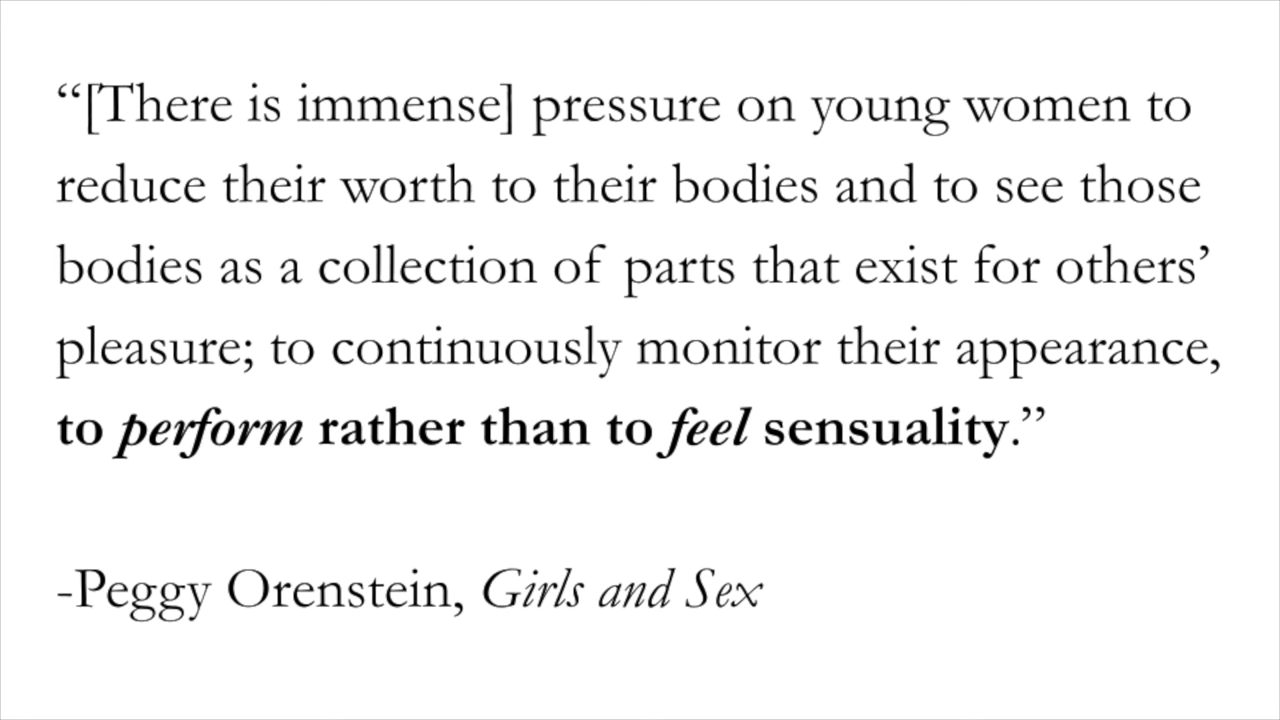 “[There is immense] pressure on young women to
reduce their worth to their bodies and to see those
bodies as a collection of parts that exist for others’
pleasure; to continuously monitor their appearance,
to perform rather than to feel sensuality.”
-Peggy Orenstein, Girls and Sex